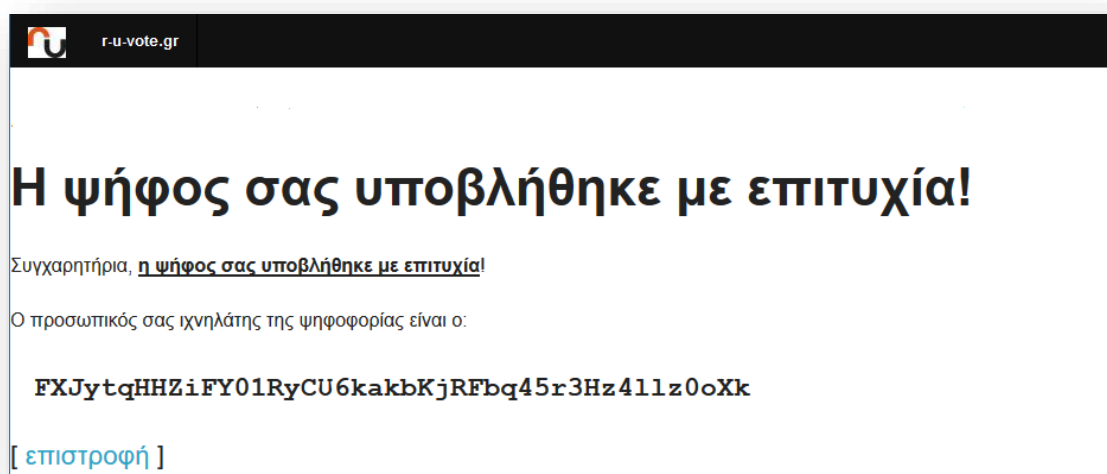 r-u-vote.gr
Η ψήφος σας υποβλήθηκε με επιτυχία!
Συγχαρητήρια, η ψήφος σας υποβλήθηκε με επιτυχία!
Ο προσωπικός σας ιχνηλάτης της ψηφοφορίας είναι ο:
FXJytqHHZiFY01RyCU6kakbKjRFbq45r3Hz4llz0oXk
[ επιστροφή ]